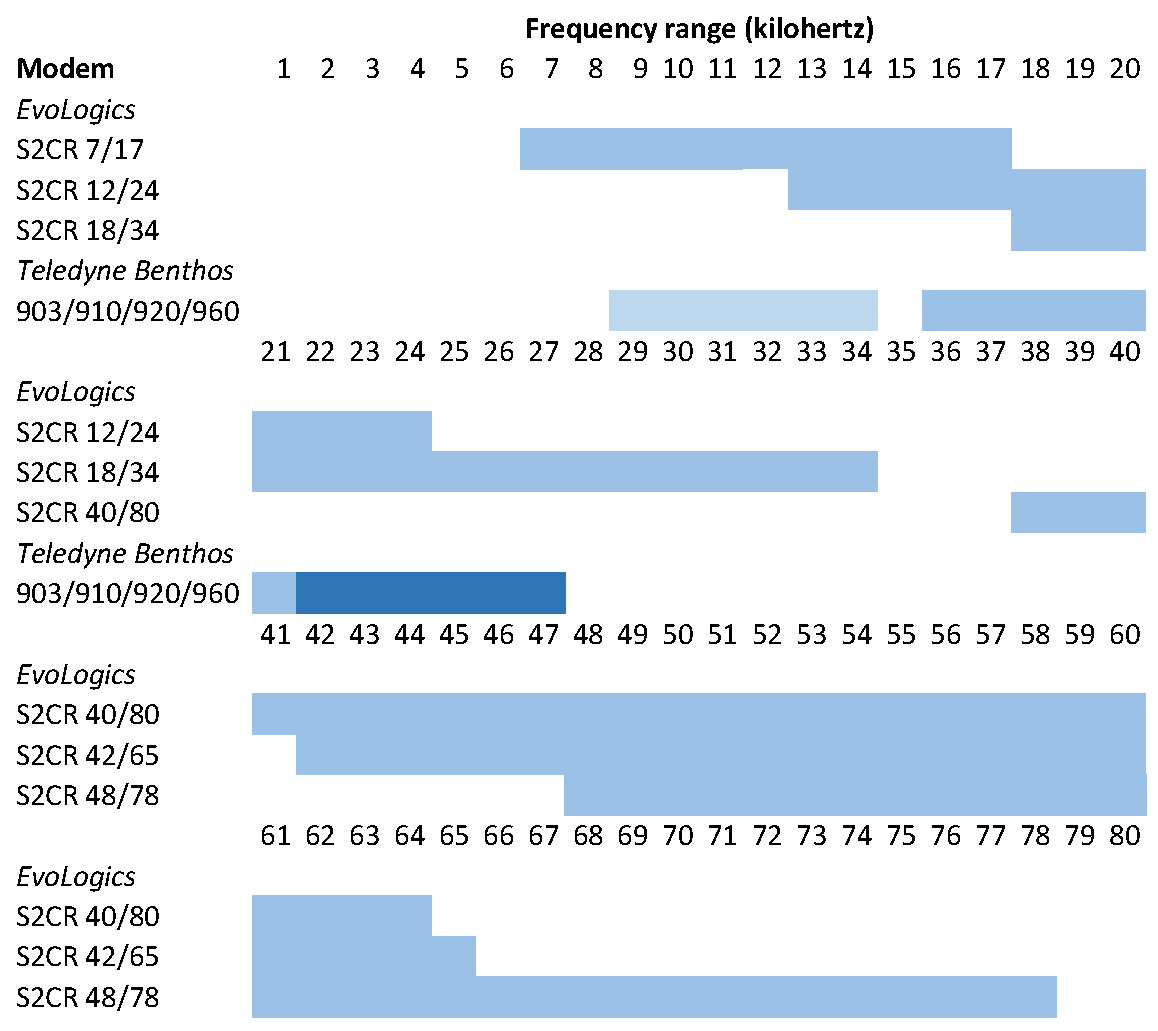 Frequency range (kilohertz)
Modem 1 2 3 4 5 6 7 8 9 10 11 12 13 14 15 16 17 18 19 20
EvoLogics
S2CR 7/17
S2CR 12/24
S2CR 18/34
Teledyne Benthos
903/910/920/960
21 22 23 24 25 26 27 28 29 30 31 32 33 34 35 36 37 38 39 40
EvoLogics
S2CR 12/24
S2CR 18/34
S2CR 40/80
Teledyne Benthos
903/910/920/960
41 42 43 44 45 46 47 48 49 50 51 52 53 54 55 56 57 58 59 60
EvoLogics
S2CR 40/80
S2CR 42/65
S2CR 48/78
61 62 63 64 65 66 67 68 69 70 71 72 73 74 75 76 77 78 79 80
EvoLogics
S2CR 40/80
S2CR 42/65
S2CR 48/78